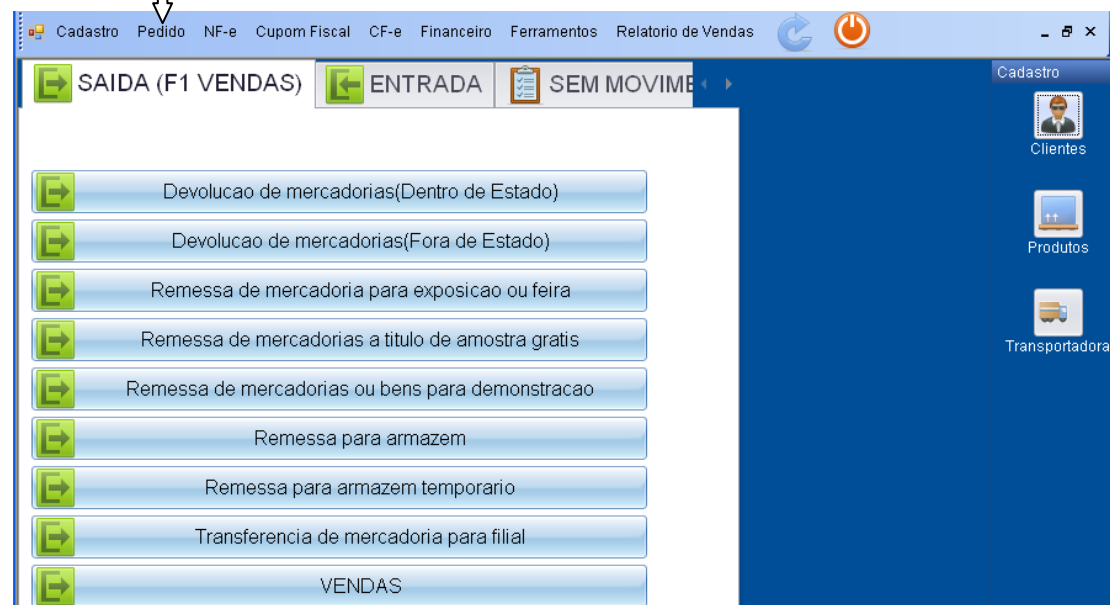 Cadastro Pedido NF-e Cupom Fiscal CF-e Financeiro Ferramentos Relatorio de Vendas
SAIDA (F1 VENDAS) ENTRADA SEM MOVIME
Cadastro
Clientes
Produtos
Transportadora
Devolucao de mercadorias(Dentro de Estado)
Devolucao de mercadorias(Fora de Estado)
Remessa de mercadoria para exposicao ou feira
Remessa de mercadorias a titulo de amostra gratis
Remessa de mercadorias ou bens para demonstracao
Remessa para armazem
Remessa para armazem temporario
Transferencia de mercadoria para filial
VENDAS